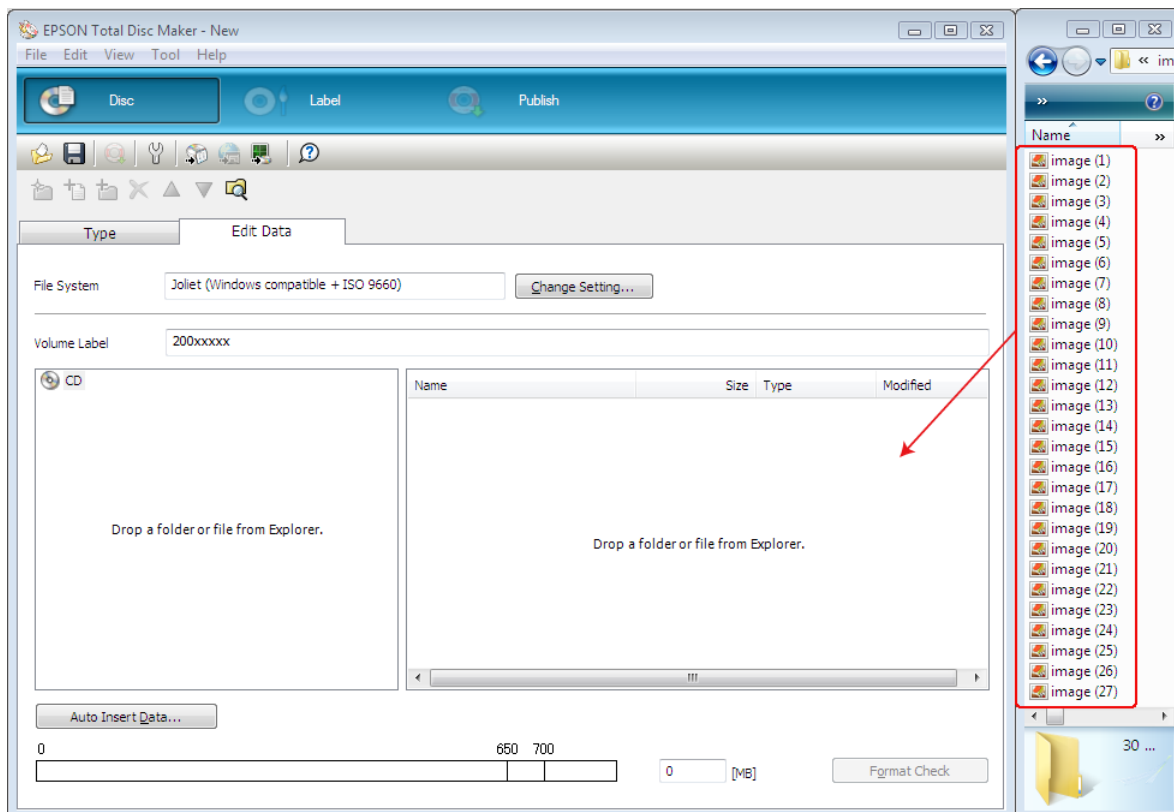 EPSON Total Disc Maker - New
File Edit View Tool Help
Disc Label Publish
Type Edit Data
File System Joliet (Windows compatible + ISO 9660) Change Setting...
Volume Label 200xxxxx
CD
Drop a folder or file from Explorer.
Name Size Type Modified
Drop a folder or file from Explorer.
Auto Insert Data...
0 650 700
0 [MB] Format Check
« im
»
Name »
image (1)
image (2)
image (3)
image (4)
image (5)
image (6)
image (7)
image (8)
image (9)
image (10)
image (11)
image (12)
image (13)
image (14)
image (15)
image (16)
image (17)
image (18)
image (19)
image (20)
image (21)
image (22)
image (23)
image (24)
image (25)
image (26)
image (27)
30 ...